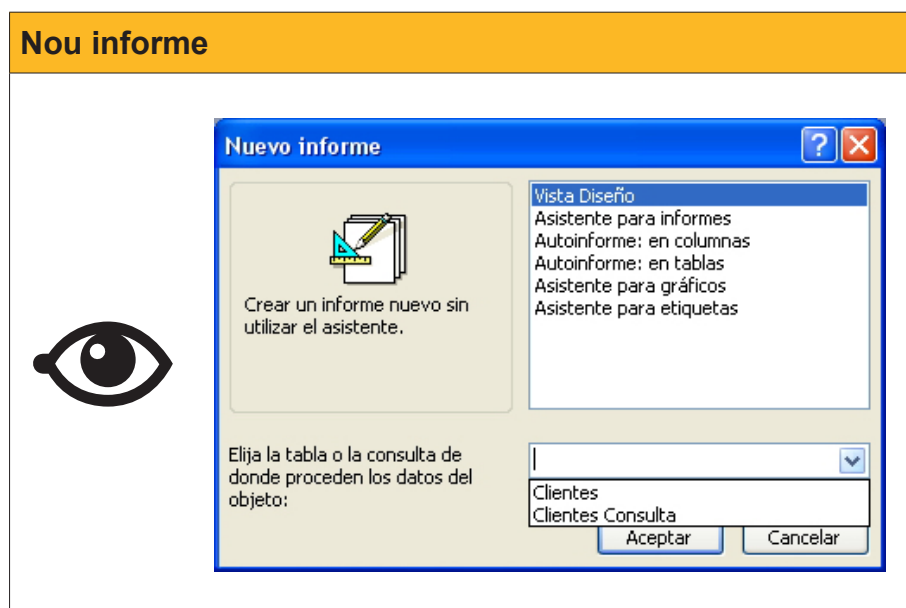 Nou informe
Nuevo informe
Vista Diseño
Asistente para informes
Autoinforme: en columnas
Autoinforme: en tablas
Asistente para gráficos
Asistente para etiquetas
Crear un informe nuevo sin
utilizar el asistente.
Elija la tabla o la consulta de
donde proceden los datos del
objeto:
Clientes
Clientes Consulta
Aceptar
Cancelar